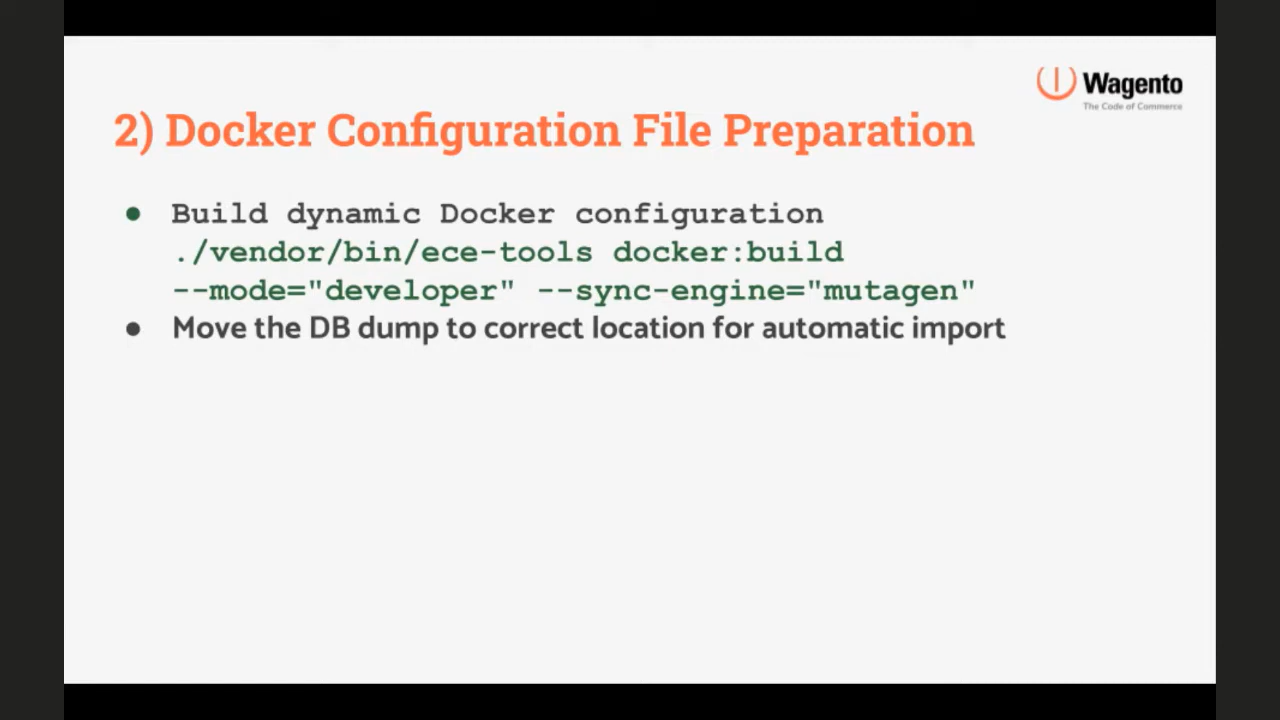 Wagento
The Code of Commerce
2) Docker Configuration File Preparation
● Build dynamic Docker configuration
./vendor/bin/ece-tools docker:build
--mode="developer" --sync-engine="mutagen"
● Move the DB dump to correct location for automatic import